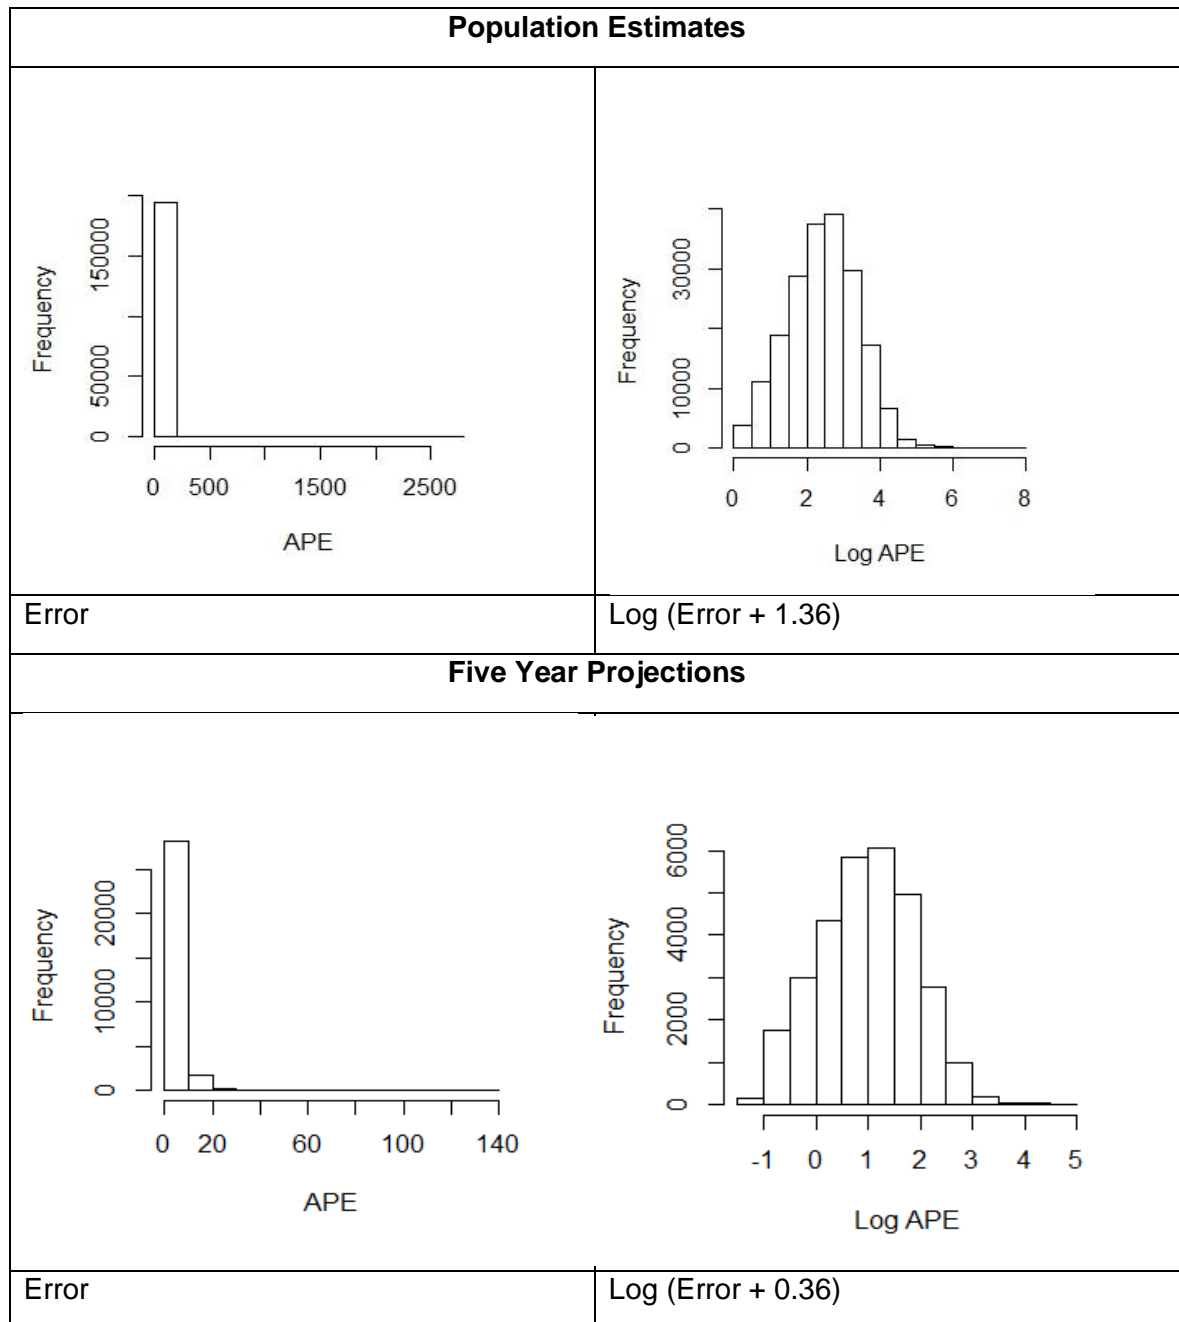 Population Estimates
Frequency
150000
50000
0
0 500 1500 2500
APE
Frequency
30000
10000
0
0 2 4 6 8
Log APE
Error
Log (Error + 1.36)
Five Year Projections
Frequency
20000
10000
0
0 20 60 100 140
APE
Frequency
6000
4000
2000
0
-1 0 1 2 3 4 5
Log APE
Error
Log (Error + 0.36)